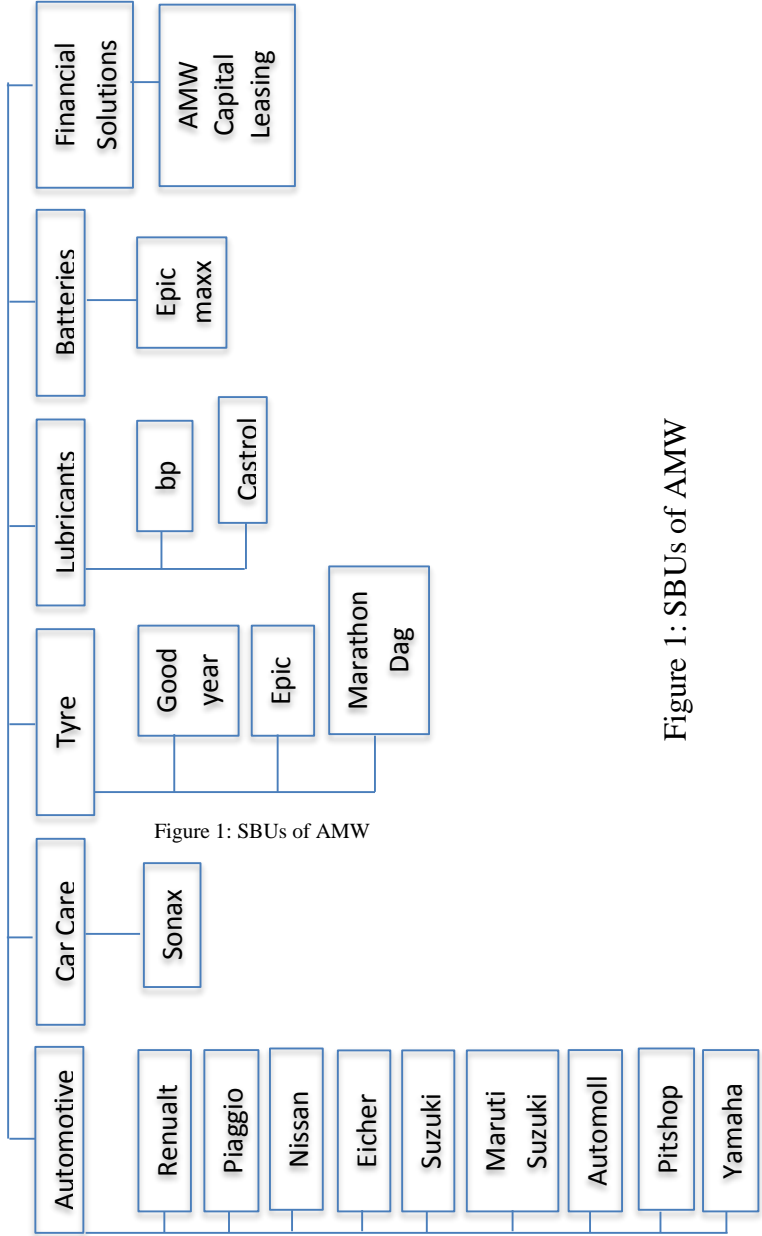 Automotive
Renualt
Piaggio
Nissan
Eicher
Suzuki
Maruti
Suzuki
Automoll
Pitshop
Yamaha
Car Care
Sonax
Tyre
Good
year
Epic
Marathon
Dag
Lubricants
bp
Castrol
Batteries
Epic
maxx
Financial
Solutions
AMW
Capital
Leasing
Figure 1: SBUs of AMW
Figure 1: SBUs of AMW